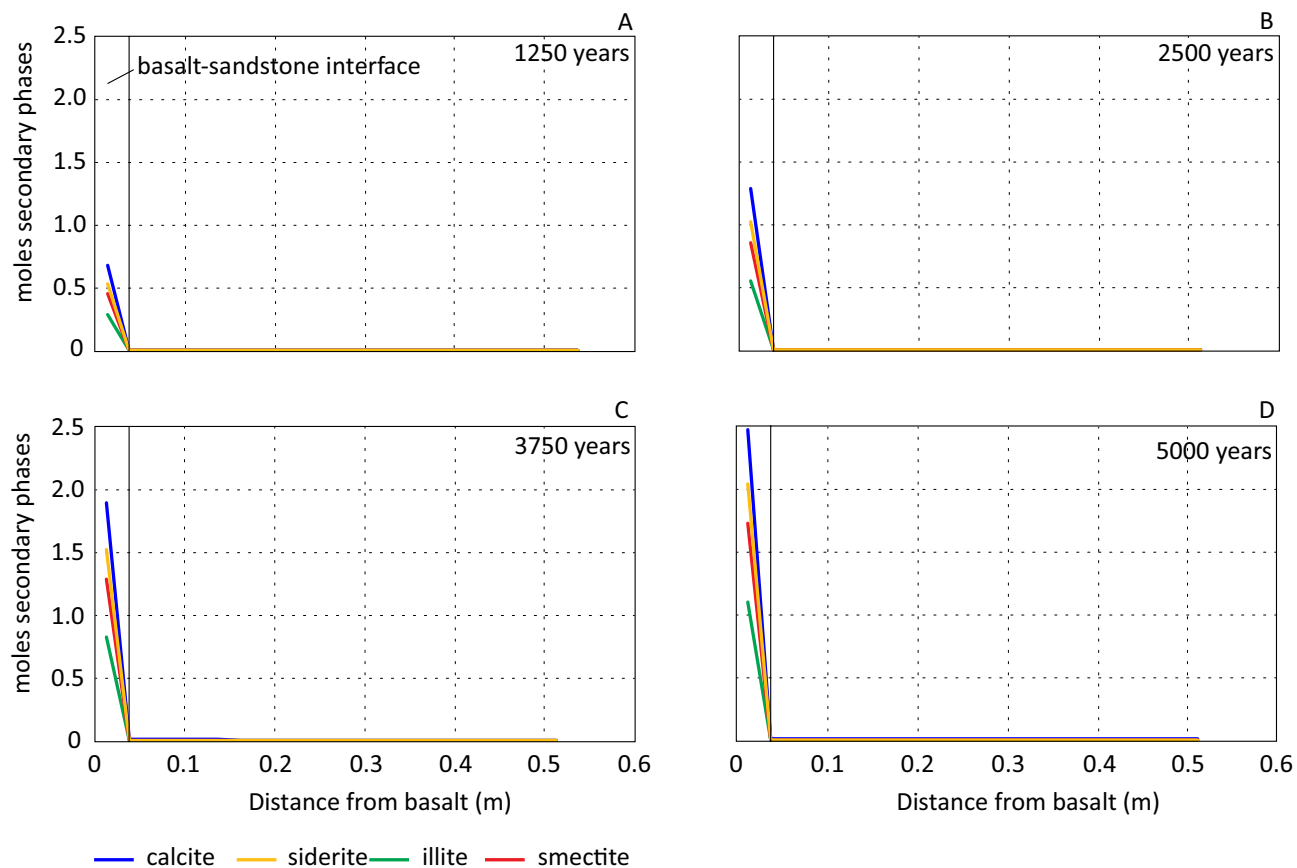 A
B
2.5
1250 years
2500 years
basalt-sandstone interface
2.0
1.5
1.0
0.5
0
moles secondary phases
C
D
2.5
3750 years
5000 years
2.0
1.5
1.0
0.5
0
moles secondary phases
0 0.1 0.2 0.3 0.4 0.5 0.6
0 0.1 0.2 0.3 0.4 0.5 0.6
Distance from basalt (m)
Distance from basalt (m)
calcite siderite illite smectite